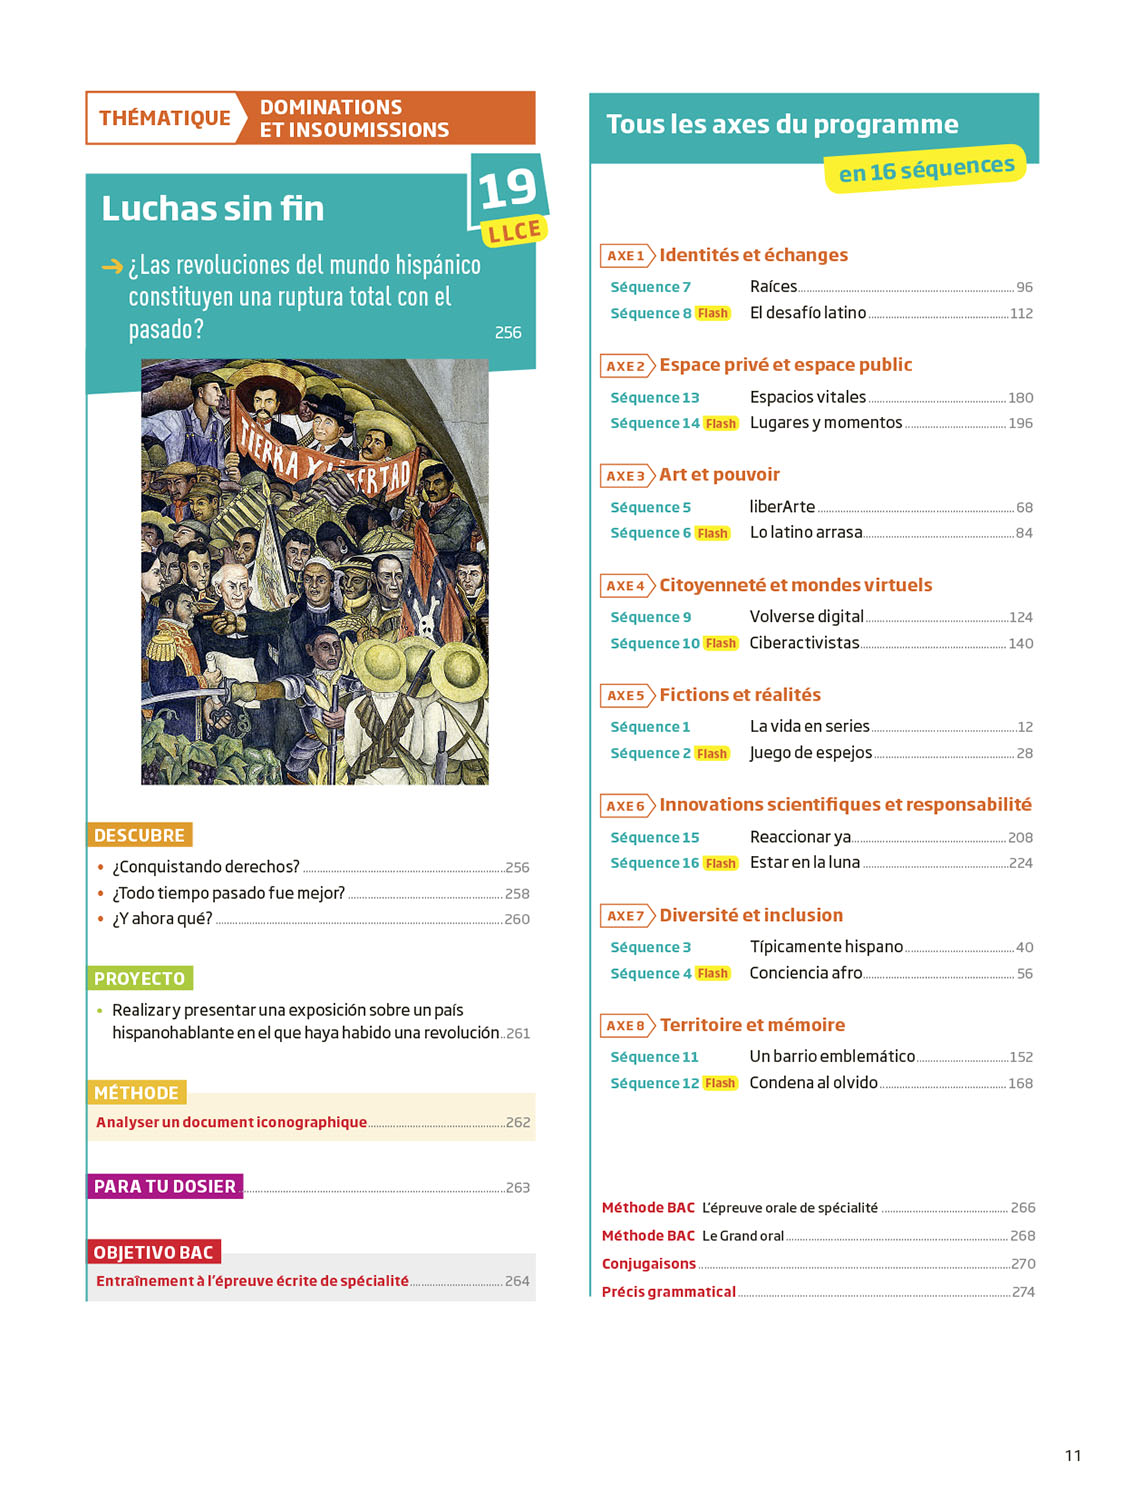 THÉMATIQUE
DOMINATIONS
ET INSOUMISSIONS
19
LLCE
Luchas sin fin
➔ ¿Las revoluciones del mundo hispánico
constituyen una ruptura total con el
pasado? 256
TIERRA Y LIBERTAD
DESCUBRE
• ¿Conquistando derechos? 256
• ¿Todo tiempo pasado fue mejor? 258
• ¿Y ahora qué? 260
PROYECTO
• Realizar y presentar una exposición sobre un país
hispanohablante en el que haya habido una revolución 261
MÉTHODE
Analyser un document iconographique 262
PARA TU DOSIER 263
OBJETIVO BAC
Entraînement à l'épreuve écrite de spécialité 264
Tous les axes du programme
en 16 séquences
AXE 1 Identités et échanges
Séquence 7 Raíces 96
Séquence 8 Flash El desafío latino 112
AXE 2 Espace privé et espace public
Séquence 13 Espacios vitales 180
Séquence 14 Flash Lugares y momentos 196
AXE 3 Art et pouvoir
Séquence 5 liberArte 68
Séquence 6 Flash Lo latino arrasa 84
AXE 4 Citoyenneté et mondes virtuels
Séquence 9 Volverse digital 124
Séquence 10 Flash Ciberactivistas 140
AXE 5 Fictions et réalités
Séquence 1 La vida en series 12
Séquence 2 Flash Juego de espejos 28
AXE 6 Innovations scientifiques et responsabilité
Séquence 15 Reaccionar ya 208
Séquence 16 Flash Estar en la luna 224
AXE 7 Diversité et inclusion
Séquence 3 Típicamente hispano 40
Séquence 4 Flash Conciencia afro 56
AXE 8 Territoire et mémoire
Séquence 11 Un barrio emblemático 152
Séquence 12 Flash Condena al olvido 168
Méthode BAC L'épreuve orale de spécialité 266
Méthode BAC Le Grand oral 268
Conjugaisons 270
Précis grammatical 274
11